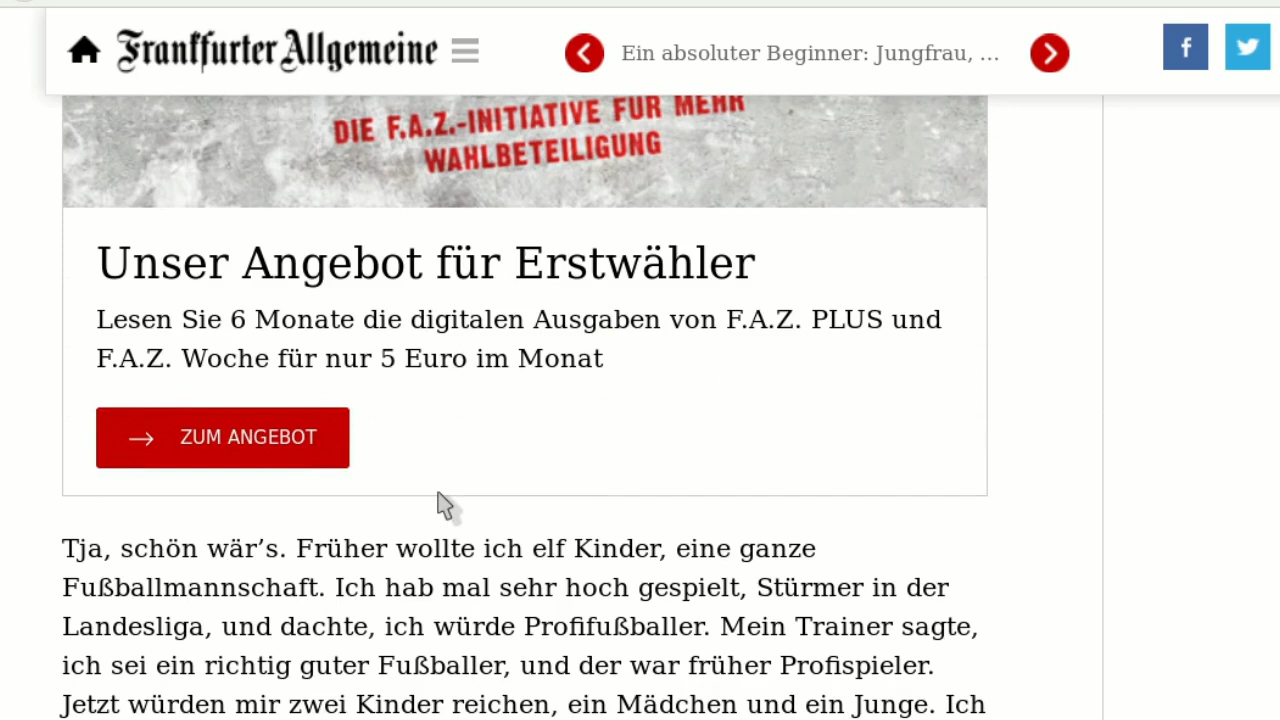 Frankfurter Allgemeine
Ein absoluter Beginner: Jungfrau, ...
f
DIE F.A.Z.-INITIATIVE FÜR MEHR
WAHLBETEILIGUNG
Unser Angebot für Erstwähler
Lesen Sie 6 Monate die digitalen Ausgaben von F.A.Z. PLUS und
F.A.Z. Woche für nur 5 Euro im Monat
ZUM ANGEBOT
Tja, schön wär’s. Früher wollte ich elf Kinder, eine ganze
Fußballmannschaft. Ich hab mal sehr hoch gespielt, Stürmer in der
Landesliga, und dachte, ich würde Profifußballer. Mein Trainer sagte,
ich sei ein richtig guter Fußballer, und der war früher Profispieler.
Jetzt würden mir zwei Kinder reichen, ein Mädchen und ein Junge. Ich